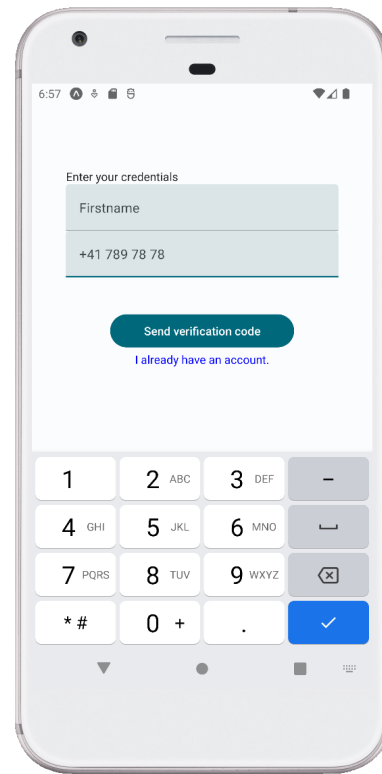 6:57
Enter your credentials
Firstname
+41 789 78 78
Send verification code
I already have an account.
1 2 ABC 3 DEF –
4 GHI 5 JKL 6 MNO
7 PQRS 8 TUV 9 WXYZ
* # 0 + .